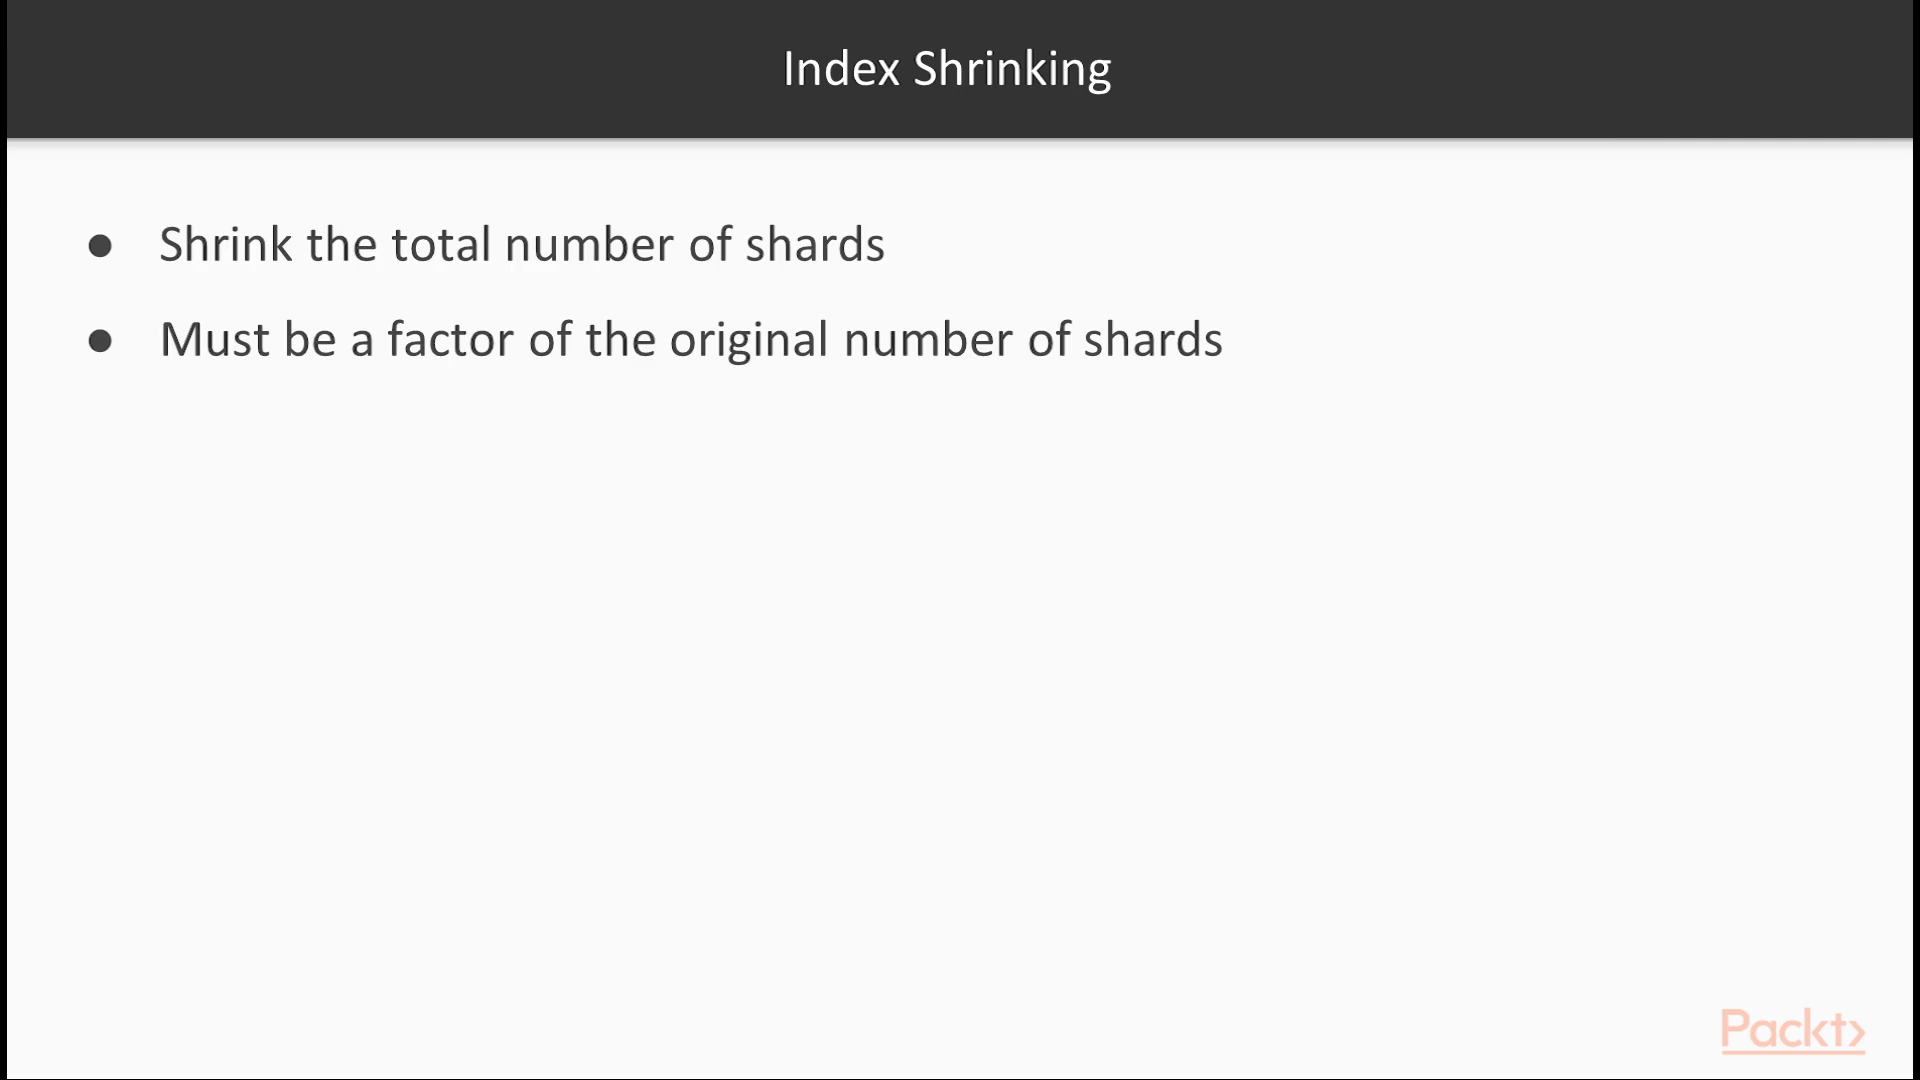 Index Shrinking
● Shrink the total number of shards
● Must be a factor of the original number of shards
Packt>